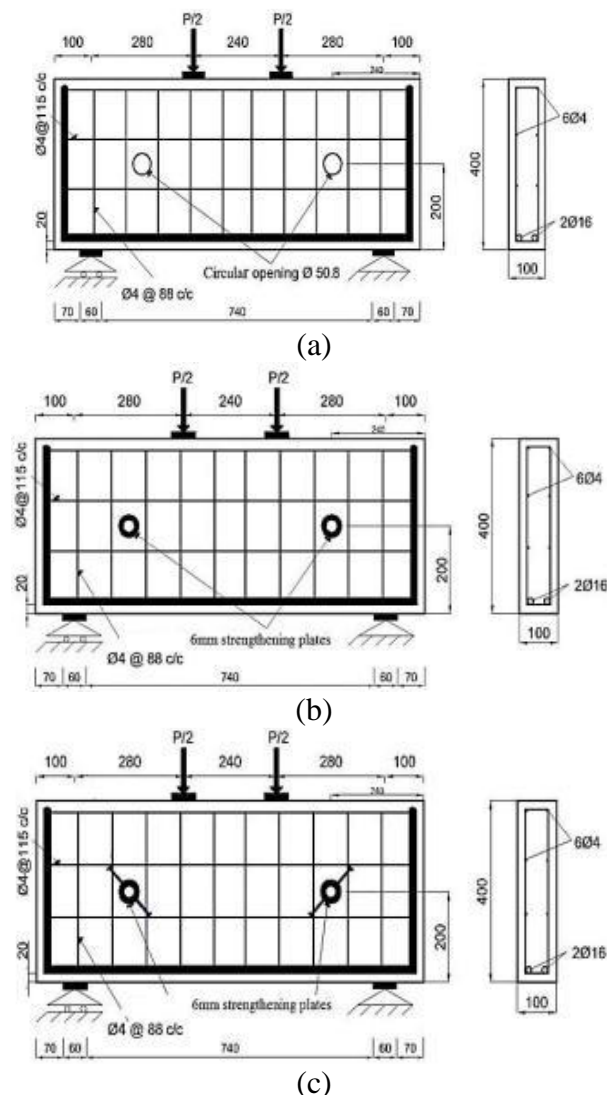 P/2 P/2
100 280 240 280 100
240
Ø4@115 c/c
6Ø4
400
200
20
2Ø16
Circular opening Ø 50.8
100
Ø4 @ 88 c/c
70 60 740 60 70
(a)
P/2 P/2
100 280 240 280 100
240
Ø4@115 c/c
6Ø4
400
200
20
2Ø16
6mm strengthening plates
100
Ø4 @ 88 c/c
70 60 740 60 70
(b)
P/2 P/2
100 280 240 280 100
240
Ø4@115 c/c
6Ø4
400
200
20
2Ø16
6mm strengthening plates
100
Ø4 @ 88 c/c
70 60 740 60 70
(c)